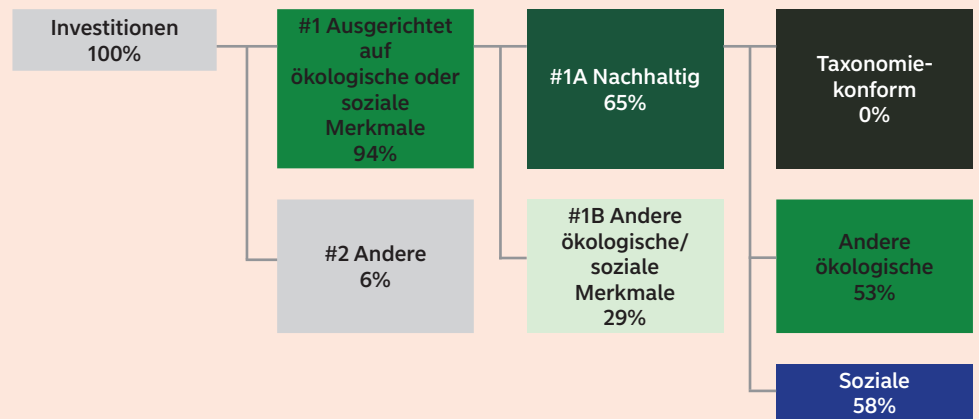 Investitionen
100%
#1 Ausgerichtet
auf
ökologische oder
soziale
Merkmale
94%
#2 Andere
6%
#1A Nachhaltig
65%
#1B Andere
ökologische/
soziale
Merkmale
29%
Taxonomie-
konform
0%
Andere
ökologische
53%
Soziale
58%